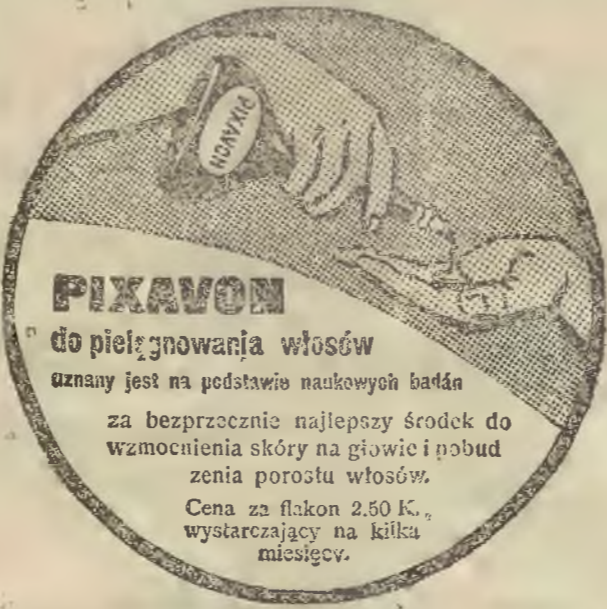 PIXAVON
PIXAVON
do pielęgnowania włosów
uznany jest na podstawie naukowych badań
za bezprzecznie najlepszy środek do
wzmocnienia skóry na głowie i pobud
zenia porostu włosów.
Cena za flakon 2.50 K.,
wystarczający na kilka
miesięcy.